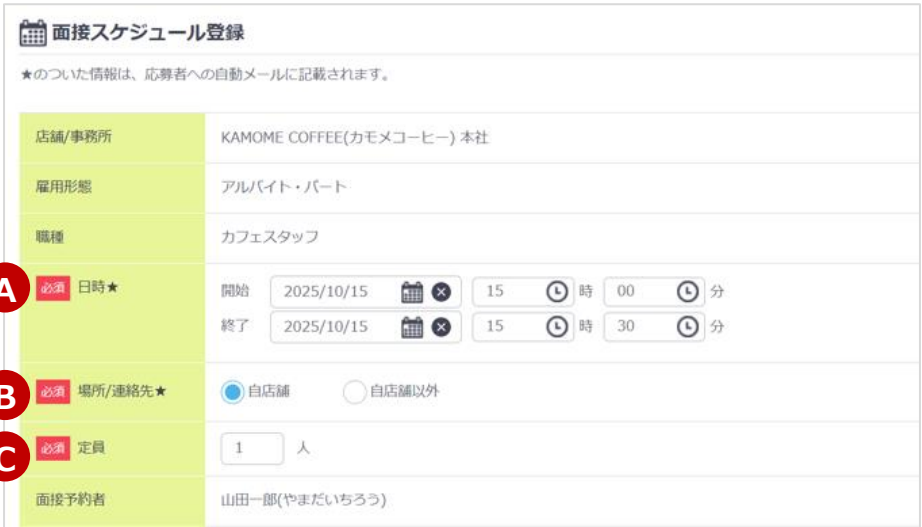 面接スケジュール登録
★のついた情報は、応募者への自動メールに記載されます。
店舗/事務所 KAMOME COFFEE(カモメコーヒー) 本社
雇用形態 アルバイト・パート
職種 カフェスタッフ
A 必須 日時★ 開始 2025/10/15 15 時 00 分
終了 2025/10/15 15 時 30 分
B 必須 場所/連絡先★ 自店舗 自店舗以外
C 必須 定員 1 人
面接予約者 山田一郎(やまだいちろう)